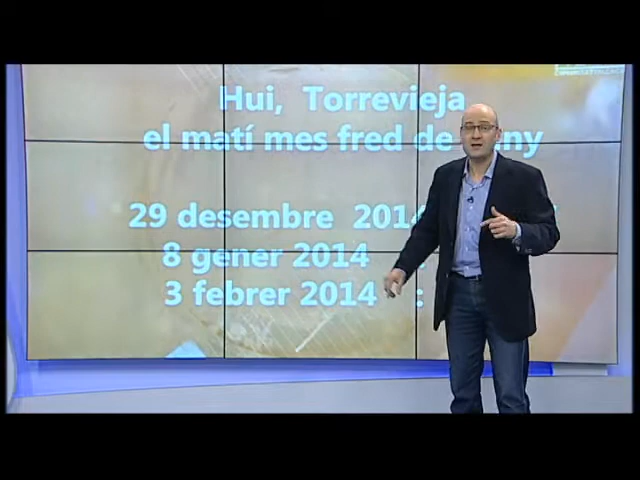 Hui, Torrevieja
el matí mes fred de
29 desembre 2014
8 gener 2014
3 febrer 2014 :